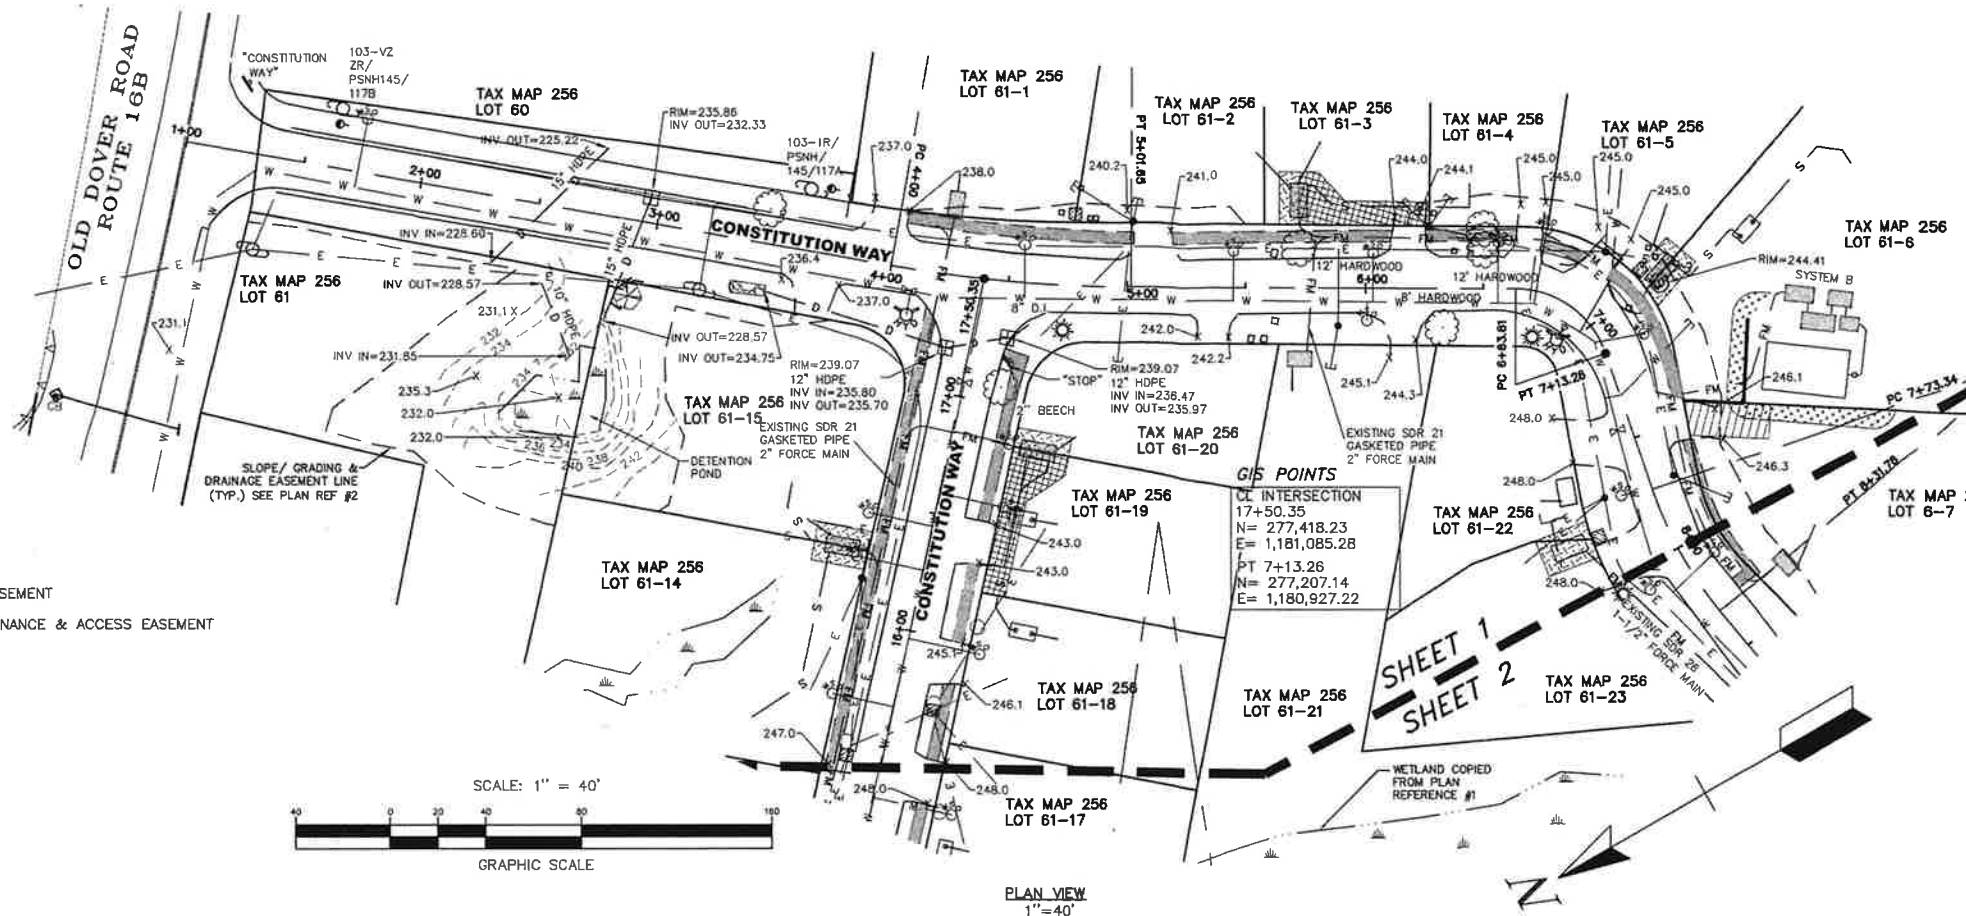 OLD DOVER ROAD
ROUTE 16B
"CONSTITUTION
WAY"
103-V2
ZR/
PSNH145/
117B
TAX MAP 256
LOT 60
INV OUT=225.22
RIM=235.86
INV OUT=232.33
103-1R/
PSNH/
145/117A
237.0
PC 4+00
TAX MAP 256
LOT 61-1
238.0
240.2
PT 5+01.65
TAX MAP 256
LOT 61-2
241.0
TAX MAP 256
LOT 61-3
244.0
TAX MAP 256
LOT 61-4
244.1
245.0
245.0
TAX MAP 256
LOT 61-5
245.0
245.0
TAX MAP 256
LOT 61-6
RIM=244.41
SYSTEM B
1+00
2+00
3+00
15" HDPE
15" HDPE
CONSTITUTION WAY
4+00
5+00
6+00
7+00
8+00
12" HARDWOOD
12" HARDWOOD
8" HARDWOOD
8" D.I.
INV IN=228.60
INV OUT=228.57
TAX MAP 256
LOT 61
231.1
231.1 X
10" HDPE
236.4
237.0
17+50.35
INV OUT=228.57
INV OUT=234.75
INV IN=231.85
235.3
232.0
232.0
232
234
234
234
236
238
240
242
CB
TAX MAP 256
LOT 61-15
RIM=239.07
12" HDPE
INV IN=235.80
INV OUT=235.70
EXISTING SDR 21
GASKETED PIPE
2" FORCE MAIN
DETENTION
POND
SLOPE/ GRADING &
DRAINAGE EASEMENT LINE
(TYP.) SEE PLAN REF #2
17+00
"STOP"
2" BEECH
RIM=239.07
12" HDPE
INV IN=236.47
INV OUT=235.97
242.0
242.2
TAX MAP 256
LOT 61-20
245.1
244.3
EXISTING SDR 21
GASKETED PIPE
2" FORCE MAIN
PC 6+83.81
PT 7+13.26
248.0
246.1
PC 7+73.34
246.3
PT 8+31.78
TAX MAP
LOT 6-7
GIS POINTS
CL INTERSECTION
17+50.35
N= 277,418.23
E= 1,181,085.28
PT 7+13.26
N= 277,207.14
E= 1,180,927.22
TAX MAP 256
LOT 61-19
243.0
243.0
248.0
TAX MAP 256
LOT 61-22
248.0
TAX MAP 256
LOT 61-14
CONSTITUTION WAY
16+00
245.1
246.1
TAX MAP 256
LOT 61-18
TAX MAP 256
LOT 61-21
SHEET 1
SHEET 2
TAX MAP 256
LOT 61-23
EXISTING SDR 26
1-1/2" FORCE MAIN
SEMENT
NANCE & ACCESS EASEMENT
247.0
248.0
248.0
TAX MAP 256
LOT 61-17
WETLAND COPIED
FROM PLAN
REFERENCE #1
SCALE: 1" = 40'
40 0 20 40 80 160
GRAPHIC SCALE
PLAN VIEW
1"=40'
N